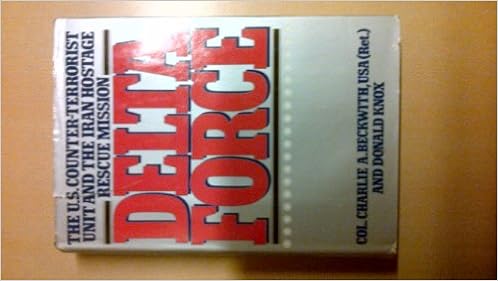 THE U.S. COUNTER-TERRORIST
UNIT AND THE IRAN HOSTAGE
RESCUE MISSION
DELTA
FORCE
COL. CHARLIE A. BECKWITH, USA (Ret.)
AND DONALD KNOX